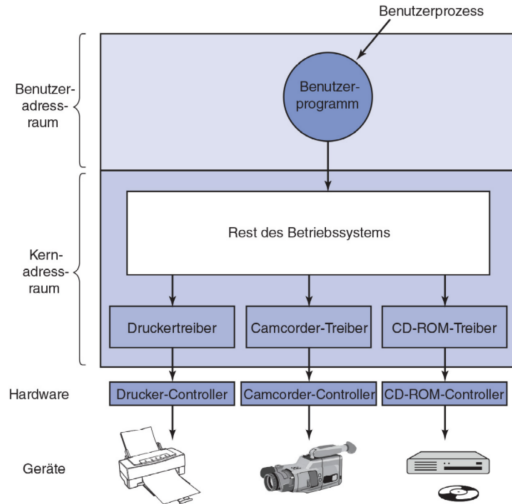 Benutzerprozess
Benutzer-
adress-
raum
Benutzer-
programm
Kern-
adress-
raum
Rest des Betriebssystems
Druckertreiber
Camcorder-Treiber
CD-ROM-Treiber
Hardware
Drucker-Controller
Camcorder-Controller
CD-ROM-Controller
Geräte